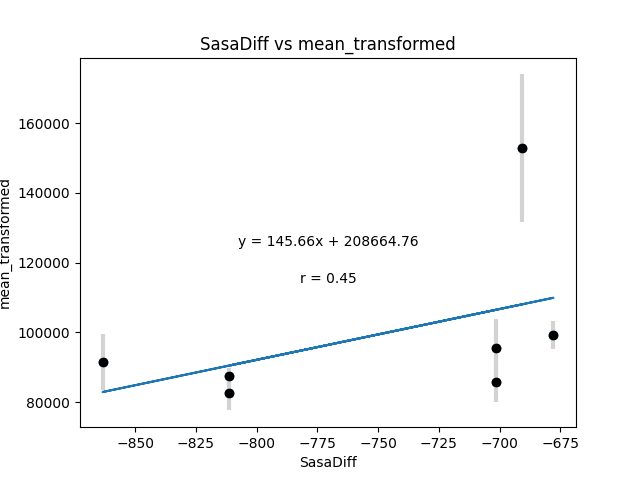 SasaDiff vs mean_transformed
mean_transformed
160000
140000
120000
100000
80000
y = 145.66x + 208664.76
r = 0.45
−850
−825
−800
−775
−750
−725
−700
−675
SasaDiff